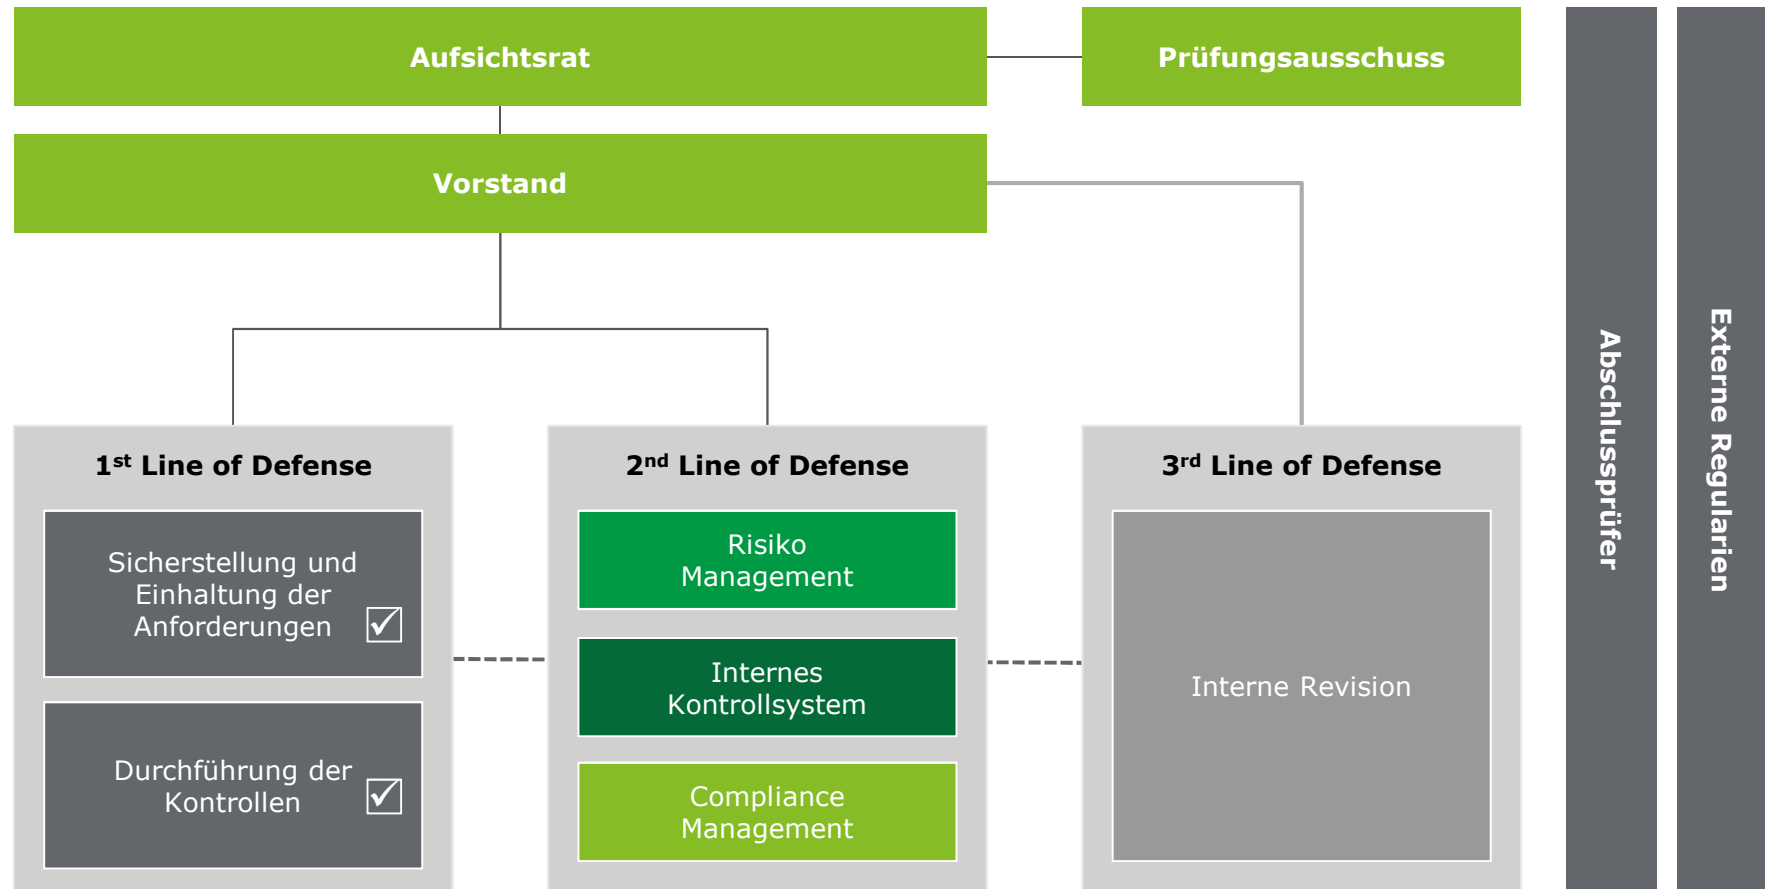 Aufsichtsrat
Prüfungsausschuss
Vorstand
1st Line of Defense
Sicherstellung und
Einhaltung der
Anforderungen
Durchführung der
Kontrollen
2nd Line of Defense
Risiko
Management
Internes
Kontrollsystem
Compliance
Management
3rd Line of Defense
Interne Revision
Abschlussprüfer
Externe Regularien